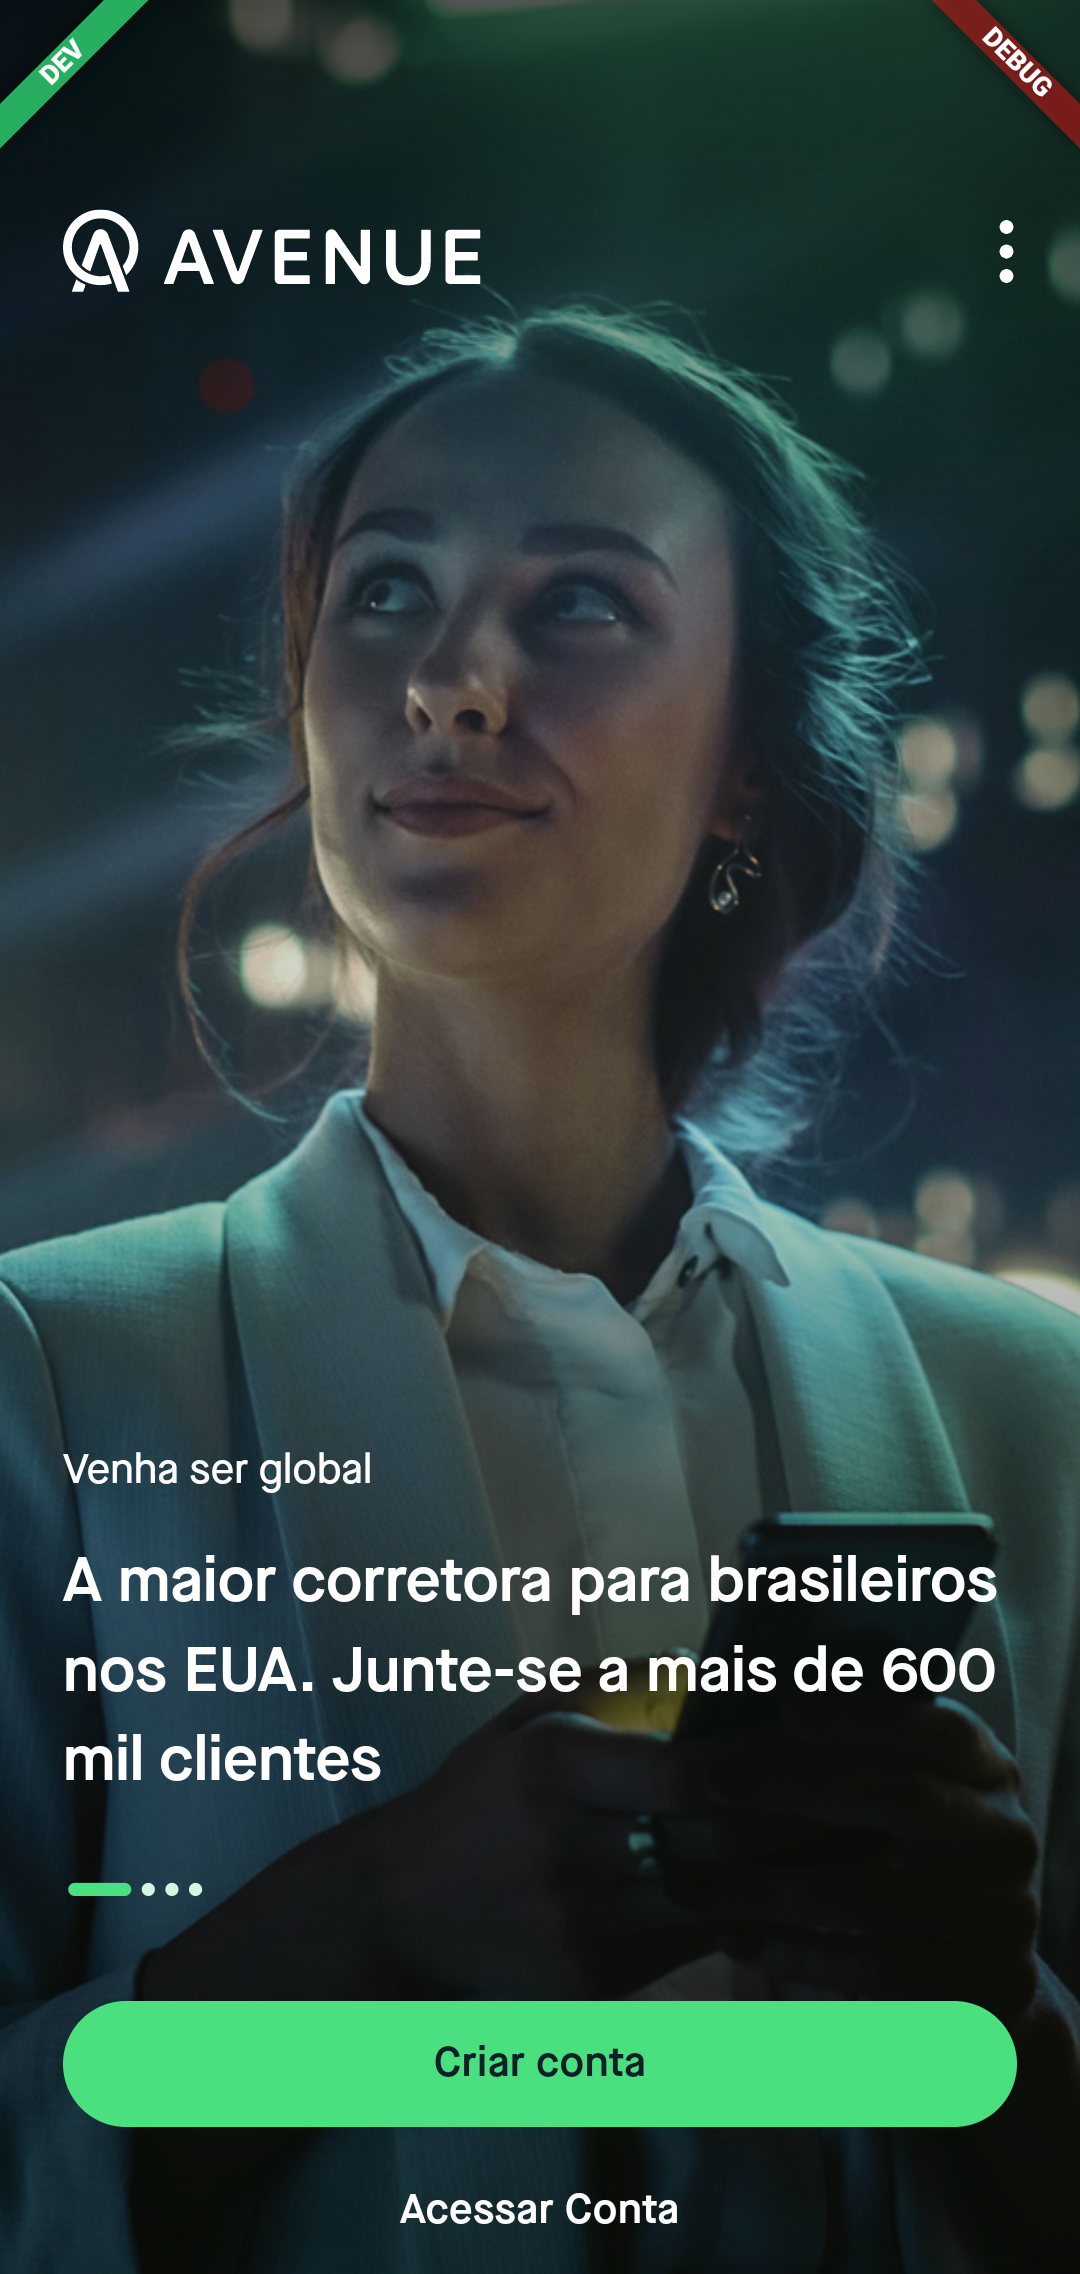 DEV
DEBUG
AVENUE
Venha ser global
A maior corretora para brasileiros
nos EUA. Junte-se a mais de 600
mil clientes
Criar conta
Acessar Conta